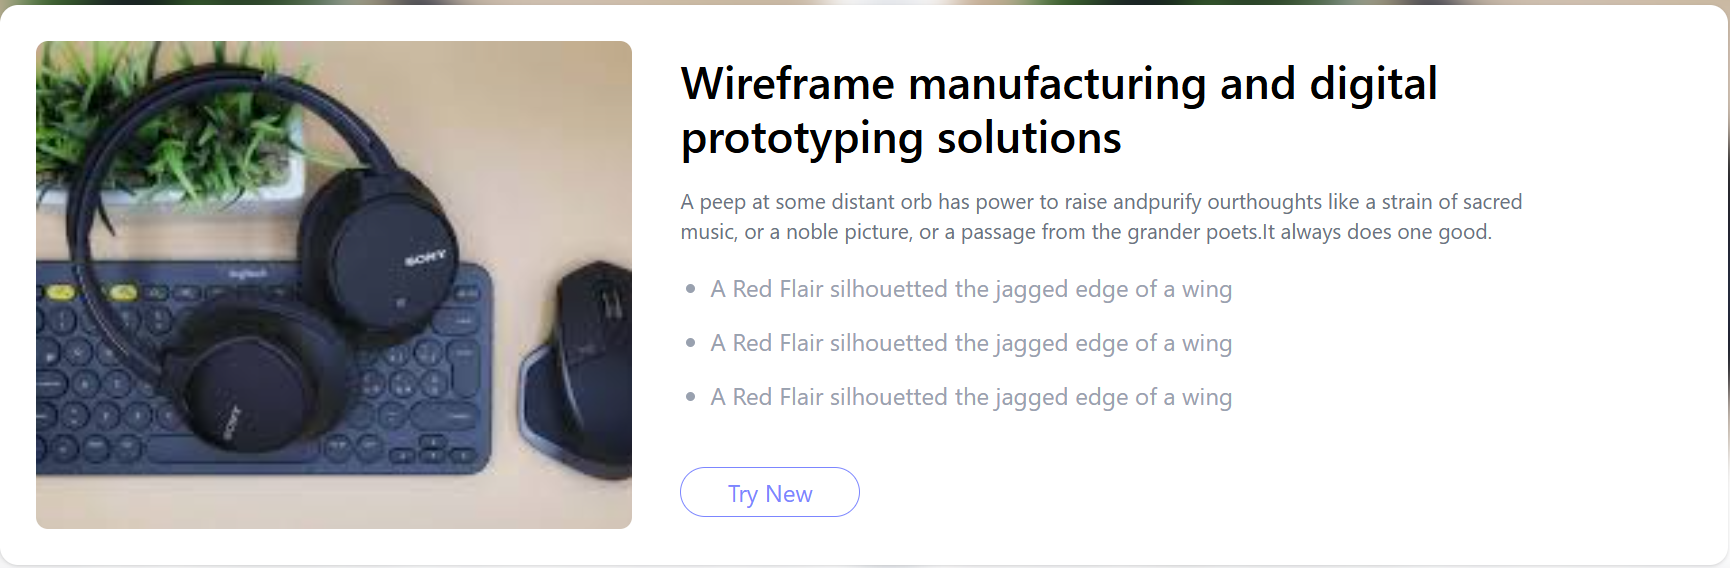 Wireframe manufacturing and digital
prototyping solutions
A peep at some distant orb has power to raise andpurify ourthoughts like a strain of sacred
music, or a noble picture, or a passage from the grander poets.It always does one good.
A Red Flair silhouetted the jagged edge of a wing
A Red Flair silhouetted the jagged edge of a wing
A Red Flair silhouetted the jagged edge of a wing
Try New
SONY
logitech
SONY